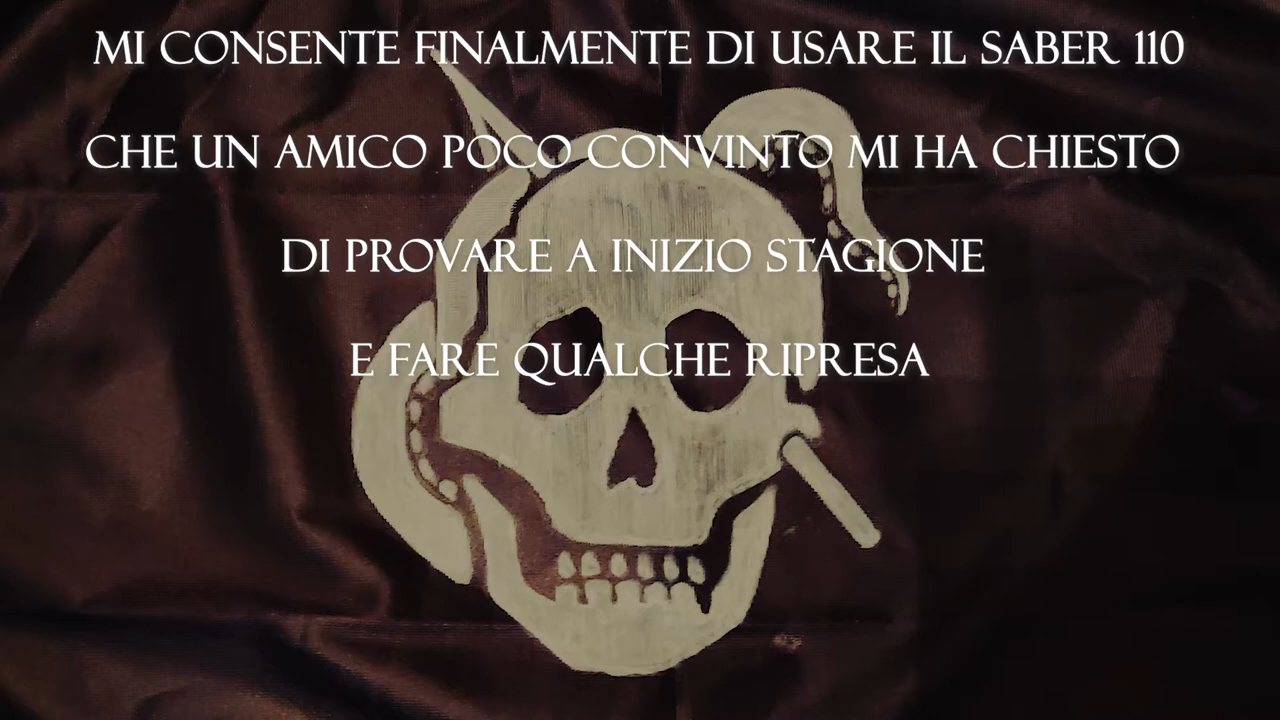 MI CONSENTE FINALMENTE DI USARE IL SABER 110
CHE UN AMICO POCO CONVINTO MI HA CHIESTO
DI PROVARE A INIZIO STAGIONE
E FARE QUALCHE RIPRESA